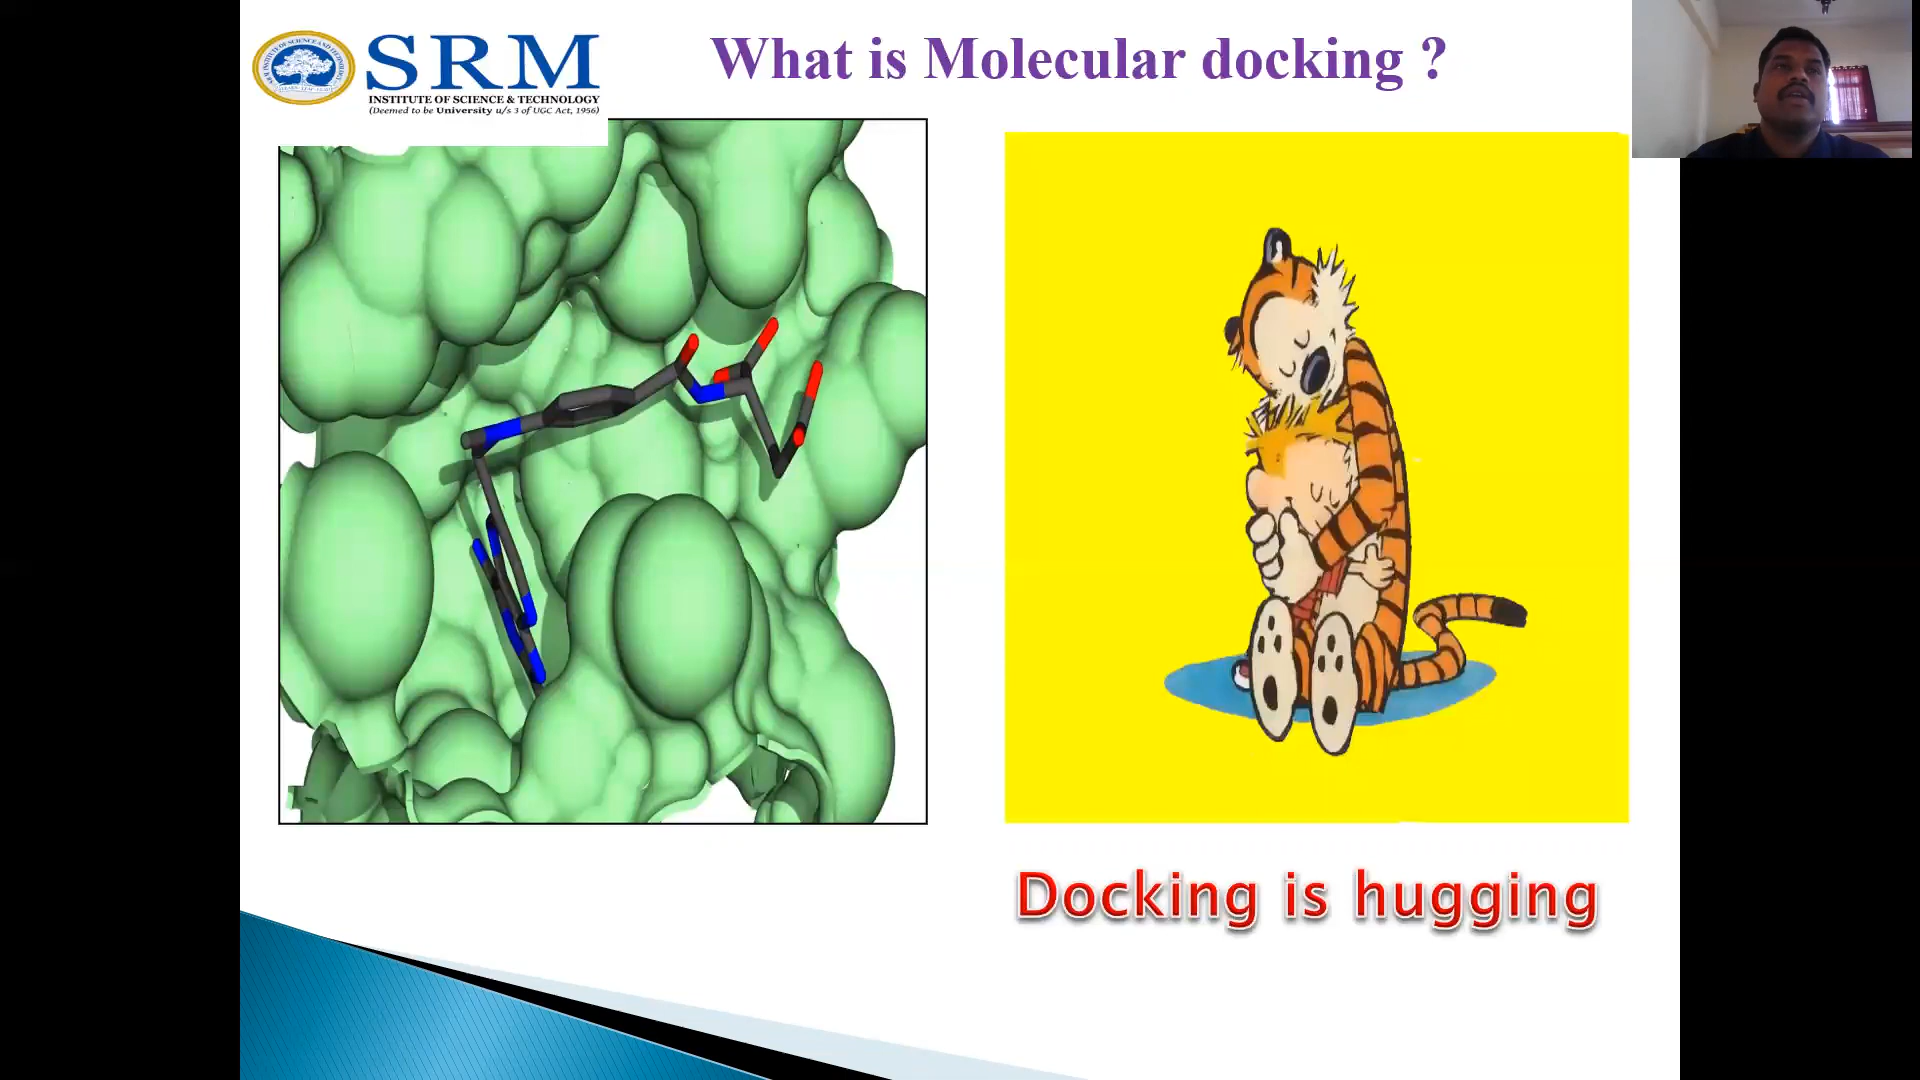 SRM
INSTITUTE OF SCIENCE & TECHNOLOGY
(Deemed to be University u/s 3 of UGC Act, 1956)
What is Molecular docking ?
Docking is hugging